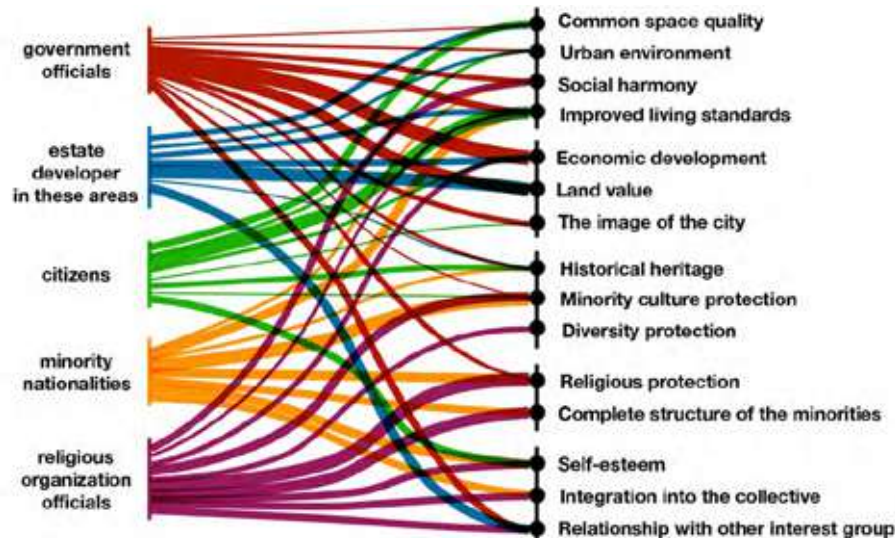 government
officials
estate
developer
in these areas
citizens
minority
nationalities
religious
organization
officials
Common space quality
Urban environment
Social harmony
Improved living standards
Economic development
Land value
The image of the city
Historical heritage
Minority culture protection
Diversity protection
Religious protection
Complete structure of the minorities
Self-esteem
Integration into the collective
Relationship with other interest group